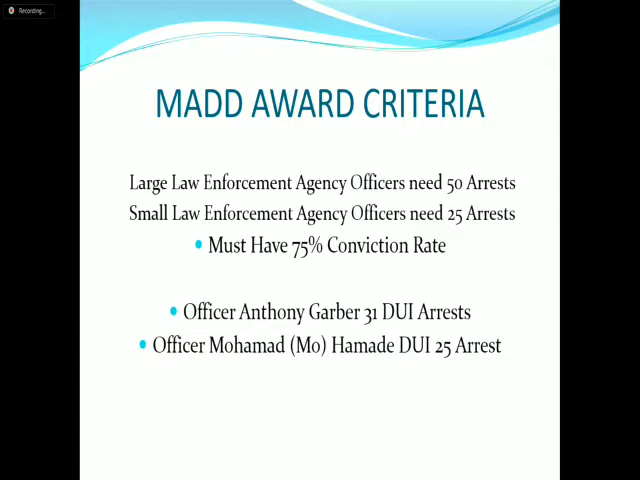 Recording...
MADD AWARD CRITERIA
Large Law Enforcement Agency Officers need 50 Arrests
Small Law Enforcement Agency Officers need 25 Arrests
• Must Have 75% Conviction Rate
• Officer Anthony Garber 31 DUI Arrests
• Officer Mohamad (Mo) Hamade DUI 25 Arrest